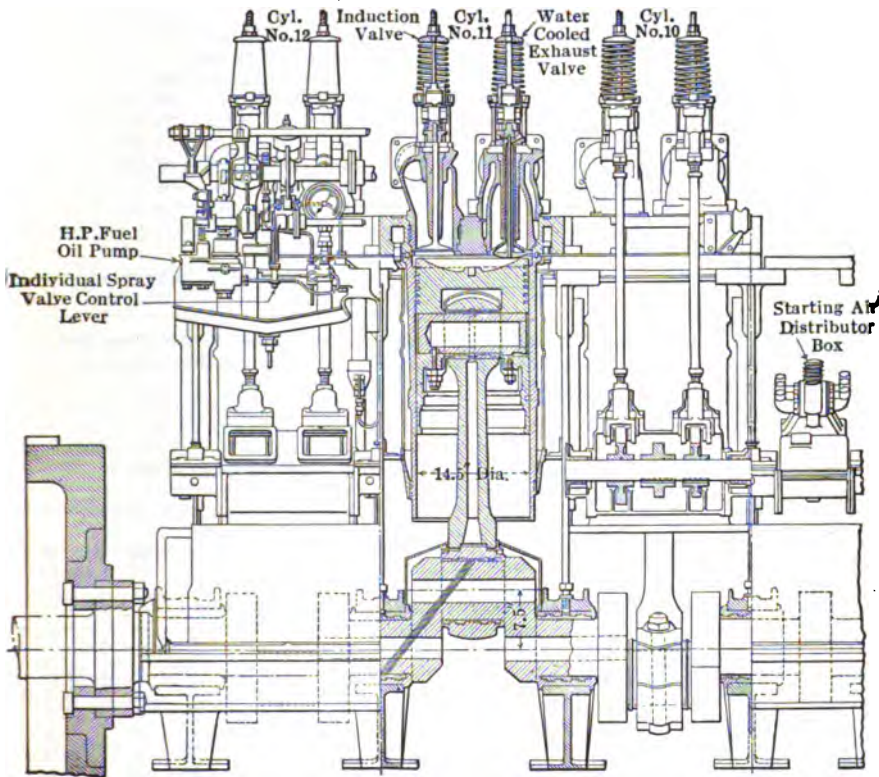 Cyl.
No.12
Induction
Valve
Cyl.
No.11
Water
Cooled
Exhaust
Valve
Cyl.
No.10
H.P.Fuel
Oil Pump
Individual Spray
Valve Control
Lever
Starting Air
Distributor
Box
14.5" Dia.
7.5"